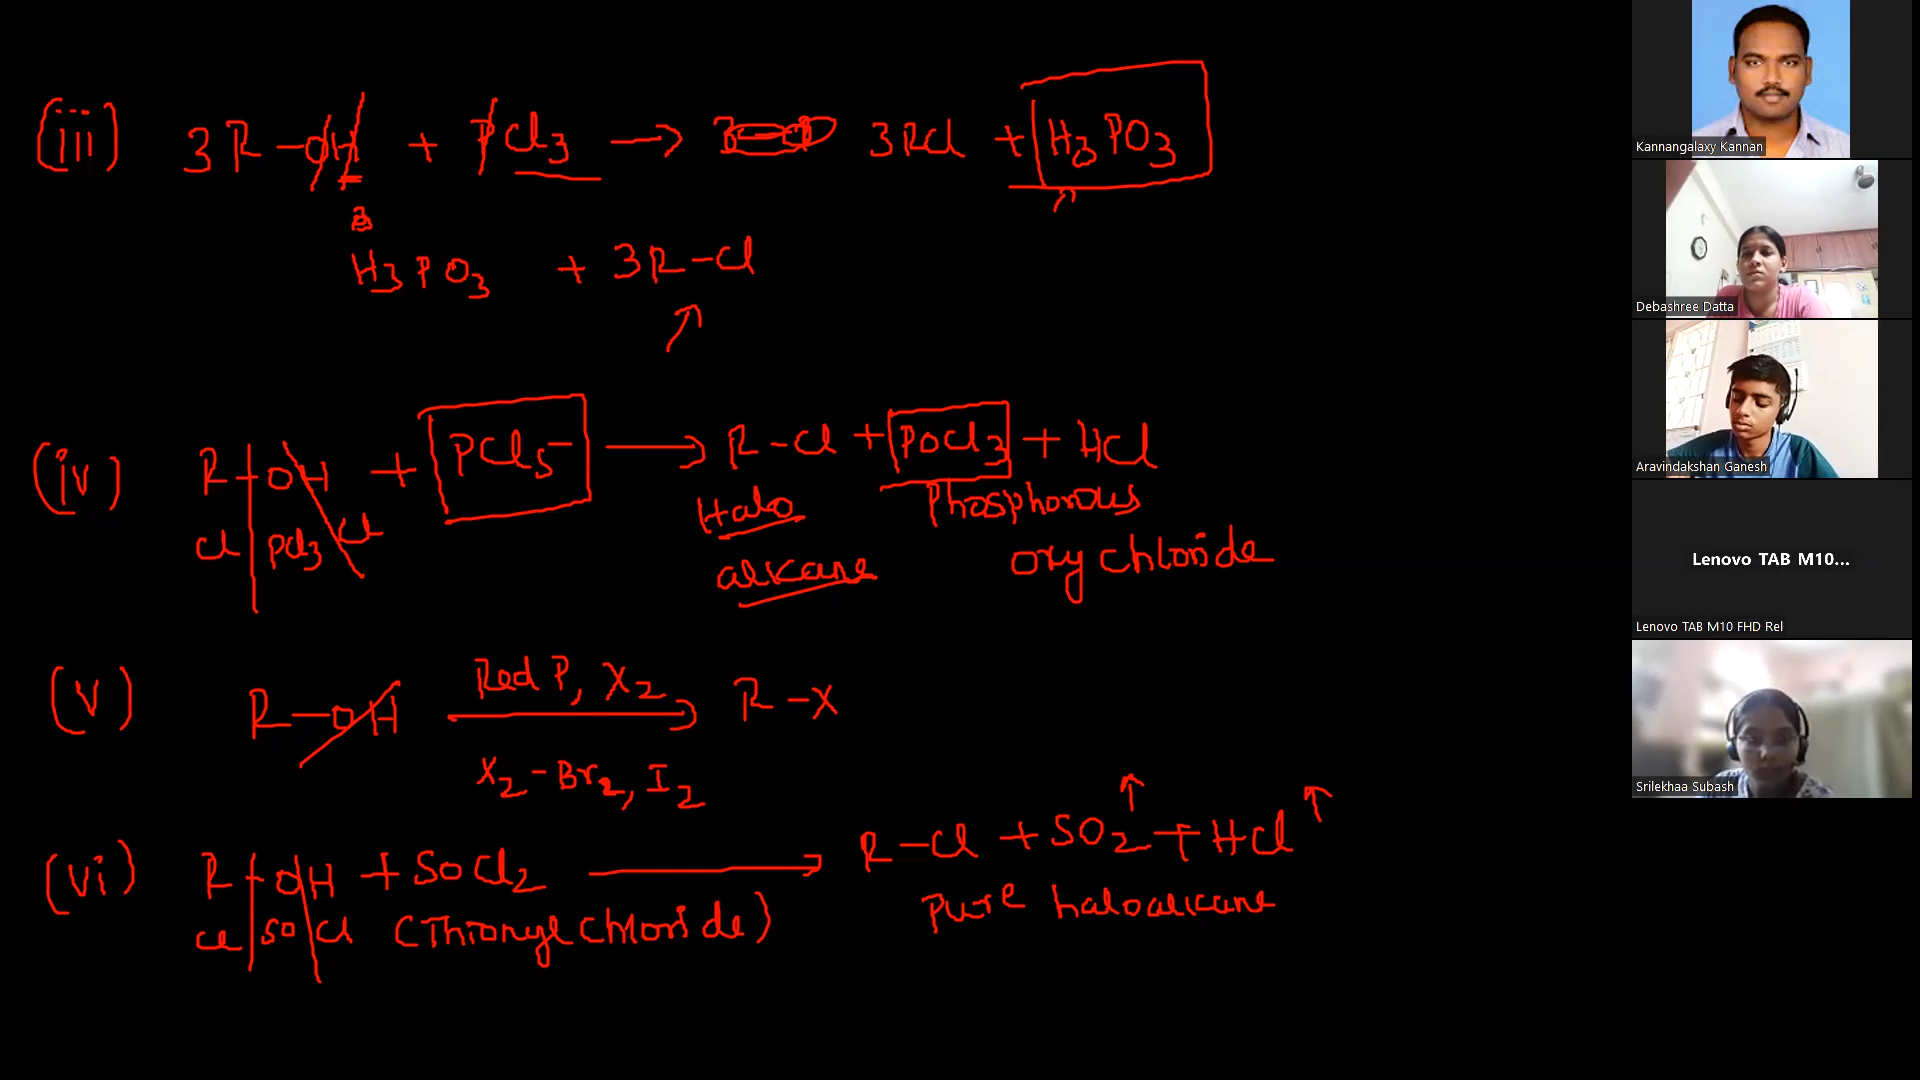 (iii) 3 R-OH + PCl3 → 3RCl + H3PO3
H3PO3 + 3R-Cl
(iv) R-OH + PCl5 → R-Cl + POCl3 + HCl
Cl PCl3 Cl
Halo Phosphorous
alkane oxy chloride
(v) R-OH Red P, X2 → R-X
X2-Br2, I2
(vi) R-OH + SOCl2 → R-Cl + SO2↑ + HCl↑
Cl SO Cl (Thionyl chloride) Pure haloalkane
Kannangalaxy Kannan
Debashree Datta
Aravindakshan Ganesh
Lenovo TAB M10...
Lenovo TAB M10 FHD Rel
Srilekhaa Subash